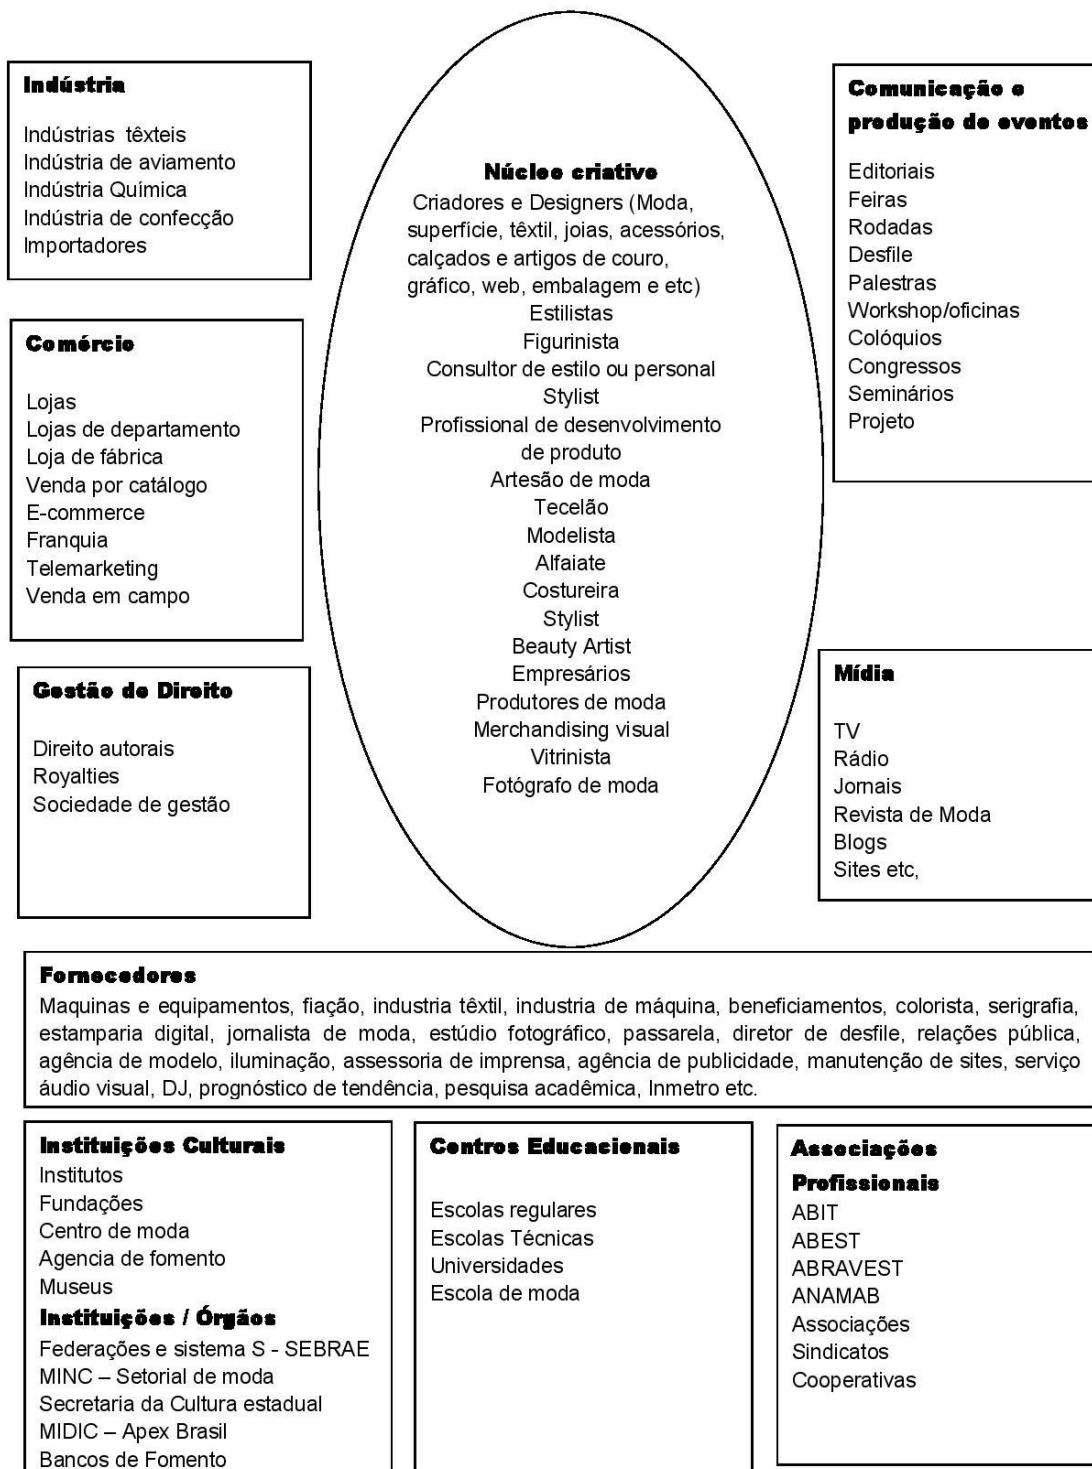 Indústria
Indústrias têxteis
Indústria de aviamento
Indústria Química
Indústria de confecção
Importadores
Comércio
Lojas
Lojas de departamento
Loja de fábrica
Venda por catálogo
E-commerce
Franquia
Telemarketing
Venda em campo
Gestão de Direito
Direito autorais
Royalties
Sociedade de gestão
Núcleo criativo
Criadores e Designers (Moda,
superfície, têxtil, joias, acessórios,
calçados e artigos de couro,
gráfico, web, embalagem e etc)
Estilistas
Figurinista
Consultor de estilo ou personal
Stylist
Profissional de desenvolvimento
de produto
Artesão de moda
Tecelão
Modelista
Alfaiate
Costureira
Stylist
Beauty Artist
Empresários
Produtores de moda
Merchandising visual
Vitrinista
Fotógrafo de moda
Comunicação e
produção de eventos
Editoriais
Feiras
Rodadas
Desfile
Palestras
Workshop/oficinas
Colóquios
Congressos
Seminários
Projeto
Mídia
TV
Rádio
Jornais
Revista de Moda
Blogs
Sites etc,
Fornecedores
Maquinas e equipamentos, fiação, industria têxtil, industria de máquina, beneficiamentos, colorista, serigrafia,
estamparia digital, jornalista de moda, estúdio fotográfico, passarela, diretor de desfile, relações pública,
agência de modelo, iluminação, assessoria de imprensa, agência de publicidade, manutenção de sites, serviço
áudio visual, DJ, prognóstico de tendência, pesquisa acadêmica, Inmetro etc.
Instituições Culturais
Institutos
Fundações
Centro de moda
Agencia de fomento
Museus
Instituições / Órgãos
Federações e sistema S - SEBRAE
MINC – Setorial de moda
Secretaria da Cultura estadual
MIDIC – Apex Brasil
Bancos de Fomento
Centros Educacionais
Escolas regulares
Escolas Técnicas
Universidades
Escola de moda
Associações
Profissionais
ABIT
ABEST
ABRAVEST
ANAMAB
Associações
Sindicatos
Cooperativas